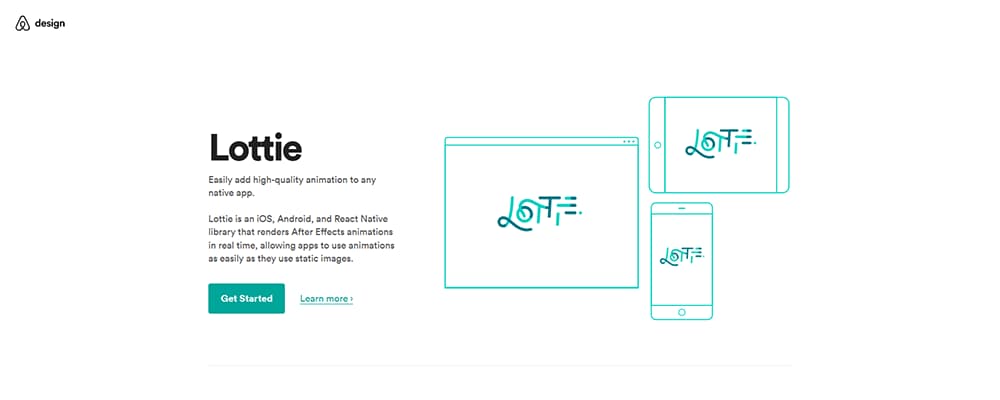 design
Lottie
Easily add high-quality animation to any
native app.
Lottie is an iOS, Android, and React Native
library that renders After Effects animations
in real time, allowing apps to use animations
as easily as they use static images.
Get Started
Learn more ›
LOTTIE
LOTTIE
LOTTIE